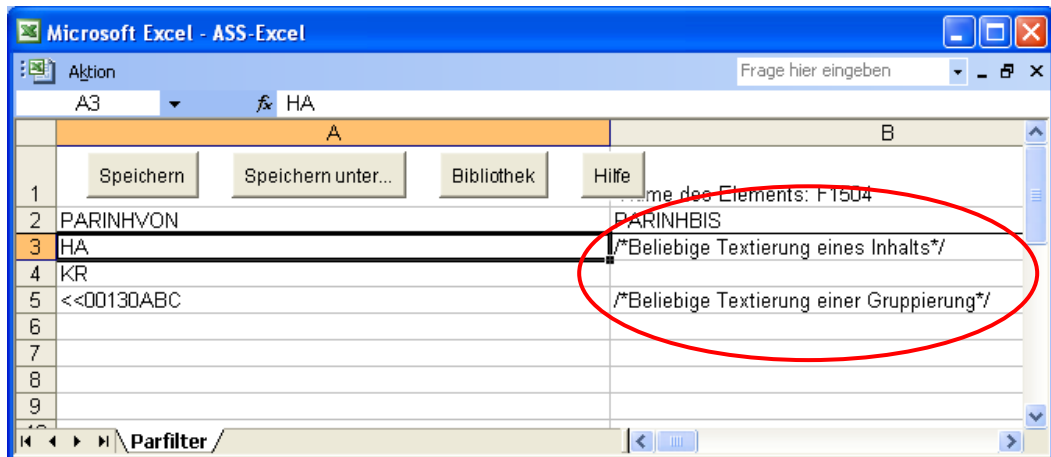 Microsoft Excel - ASS-Excel
Aktion Frage hier eingeben
A3 fx HA
A B
Speichern Speichern unter... Bibliothek Hilfe
1 Name des Elements: F1504
2 PARINHVON PARINHBIS
3 HA /*Beliebige Textierung eines Inhalts*/
4 KR
5 <<00130ABC /*Beliebige Textierung einer Gruppierung*/
6
7
8
9
Parfilter